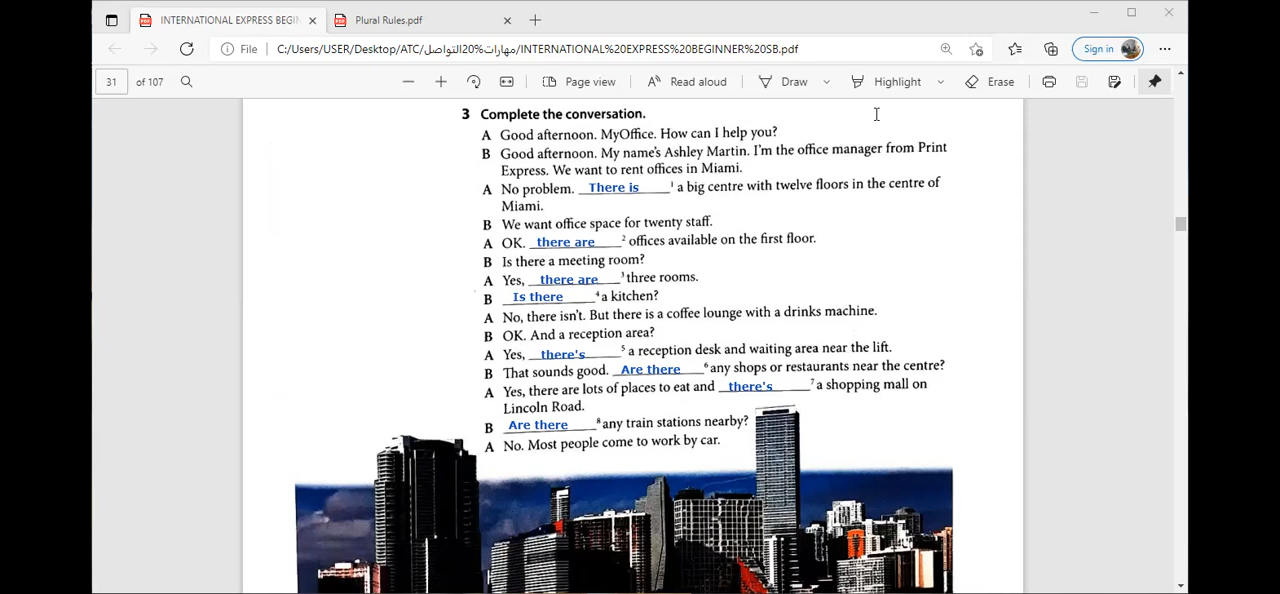 INTERNATIONAL EXPRESS BEGIN
Plural Rules.pdf
File
C:/Users/USER/Desktop/ATC/مهارات%20التواصل/INTERNATIONAL%20EXPRESS%20BEGINNER%20SB.pdf
Sign in
31 of 107
Page view
Read aloud
Draw
Highlight
Erase
3 Complete the conversation.
A Good afternoon. MyOffice. How can I help you?
B Good afternoon. My name's Ashley Martin. I'm the office manager from Print
Express. We want to rent offices in Miami.
A No problem. There is ¹ a big centre with twelve floors in the centre of
Miami.
B We want office space for twenty staff.
A OK. there are ² offices available on the first floor.
B Is there a meeting room?
A Yes, there are ³ three rooms.
B Is there ⁴ a kitchen?
A No, there isn't. But there is a coffee lounge with a drinks machine.
B OK. And a reception area?
A Yes, there's ⁵ a reception desk and waiting area near the lift.
B That sounds good. Are there ⁶ any shops or restaurants near the centre?
A Yes, there are lots of places to eat and there's ⁷ a shopping mall on
Lincoln Road.
B Are there ⁸ any train stations nearby?
A No. Most people come to work by car.